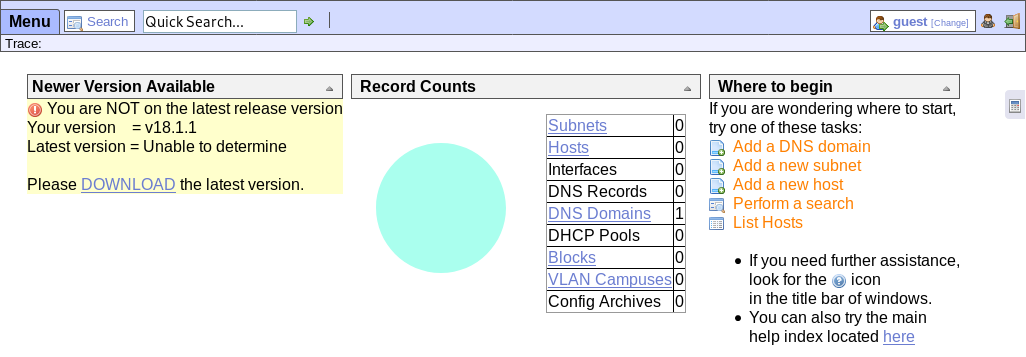 Menu Search Quick Search... guest [Change]
Trace:
Newer Version Available
You are NOT on the latest release version
Your version = v18.1.1
Latest version = Unable to determine
Please DOWNLOAD the latest version.
Record Counts
Subnets 0
Hosts 0
Interfaces 0
DNS Records 0
DNS Domains 1
DHCP Pools 0
Blocks 0
VLAN Campuses 0
Config Archives 0
Where to begin
If you are wondering where to start,
try one of these tasks:
Add a DNS domain
Add a new subnet
Add a new host
Perform a search
List Hosts
• If you need further assistance,
look for the ? icon
in the title bar of windows.
• You can also try the main
help index located here